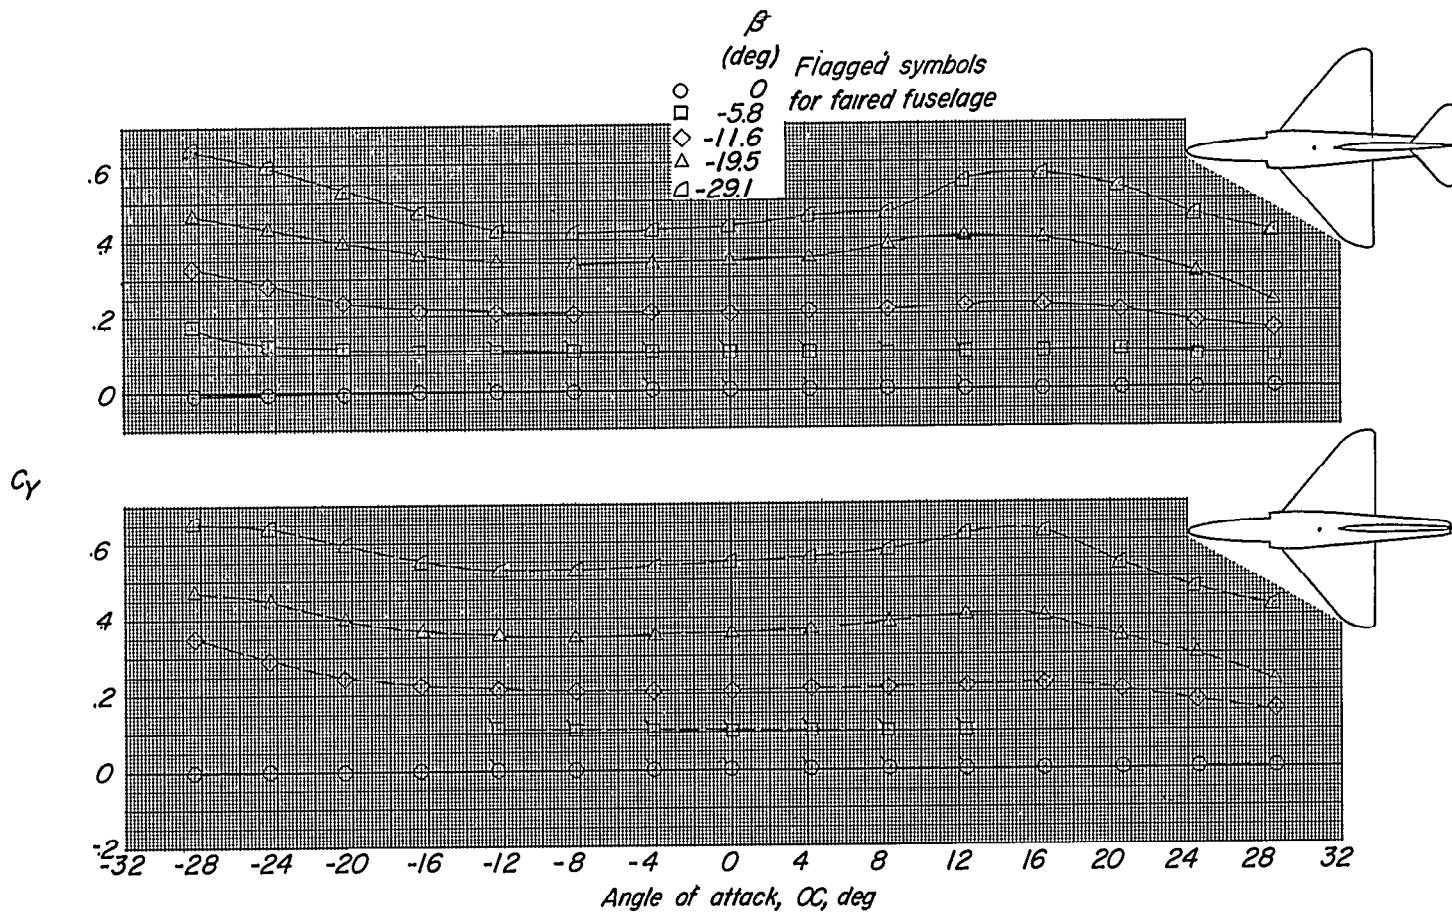 β
(deg)
Flagged symbols
for faired fuselage
0
-5.8
-11.6
-19.5
-29.1
.6
.4
.2
0
Cγ
.6
.4
.2
0
-.2
-32 -28 -24 -20 -16 -12 -8 -4 0 4 8 12 16 20 24 28 32
Angle of attack, α, deg